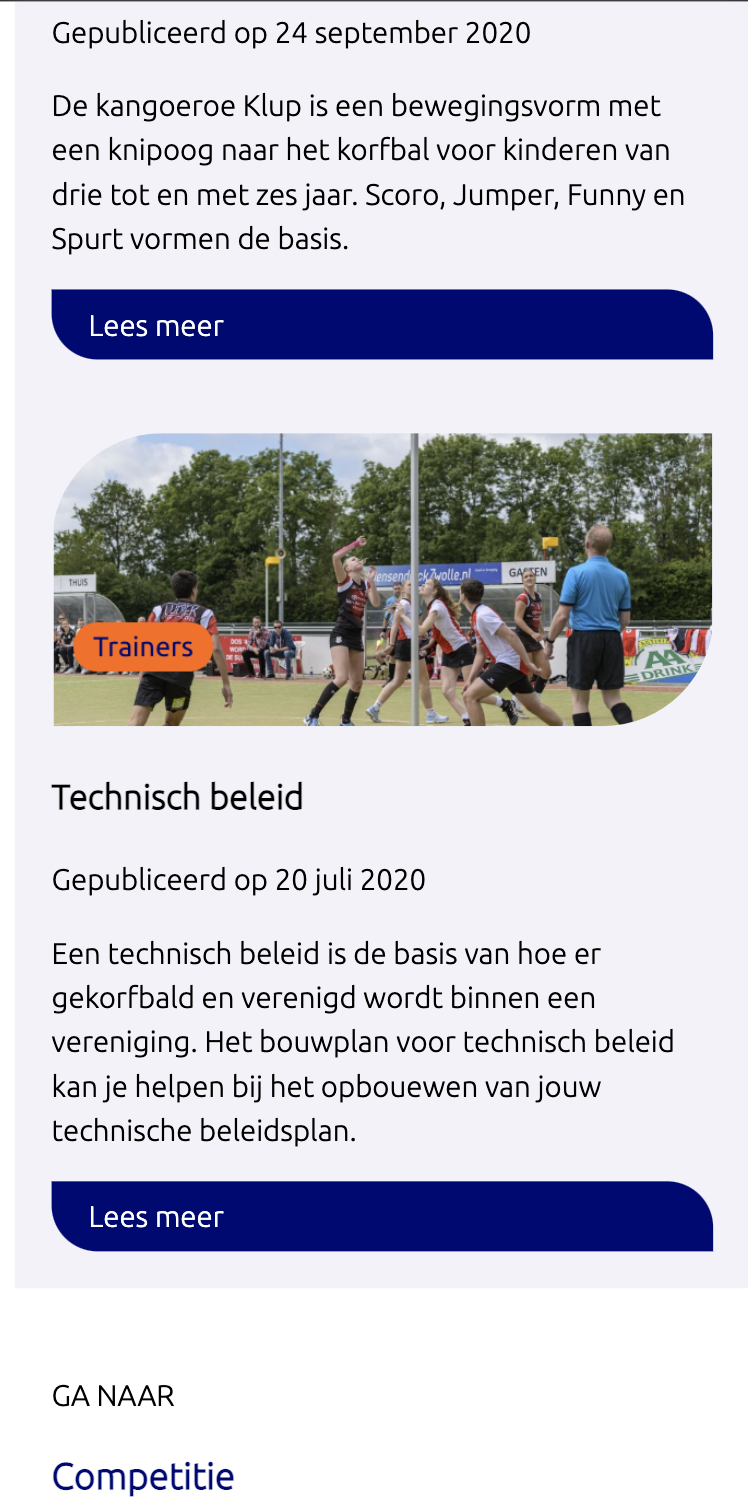 Gepubliceerd op 24 september 2020
De kangoeroe Klup is een bewegingsvorm met
een knipoog naar het korfbal voor kinderen van
drie tot en met zes jaar. Scoro, Jumper, Funny en
Spurt vormen de basis.
Lees meer
THUIS
GASTEN
Trainers
AA
DRINK
Technisch beleid
Gepubliceerd op 20 juli 2020
Een technisch beleid is de basis van hoe er
gekorfbald en verenigd wordt binnen een
vereniging. Het bouwplan voor technisch beleid
kan je helpen bij het opbouewen van jouw
technische beleidsplan.
Lees meer
GA NAAR
Competitie